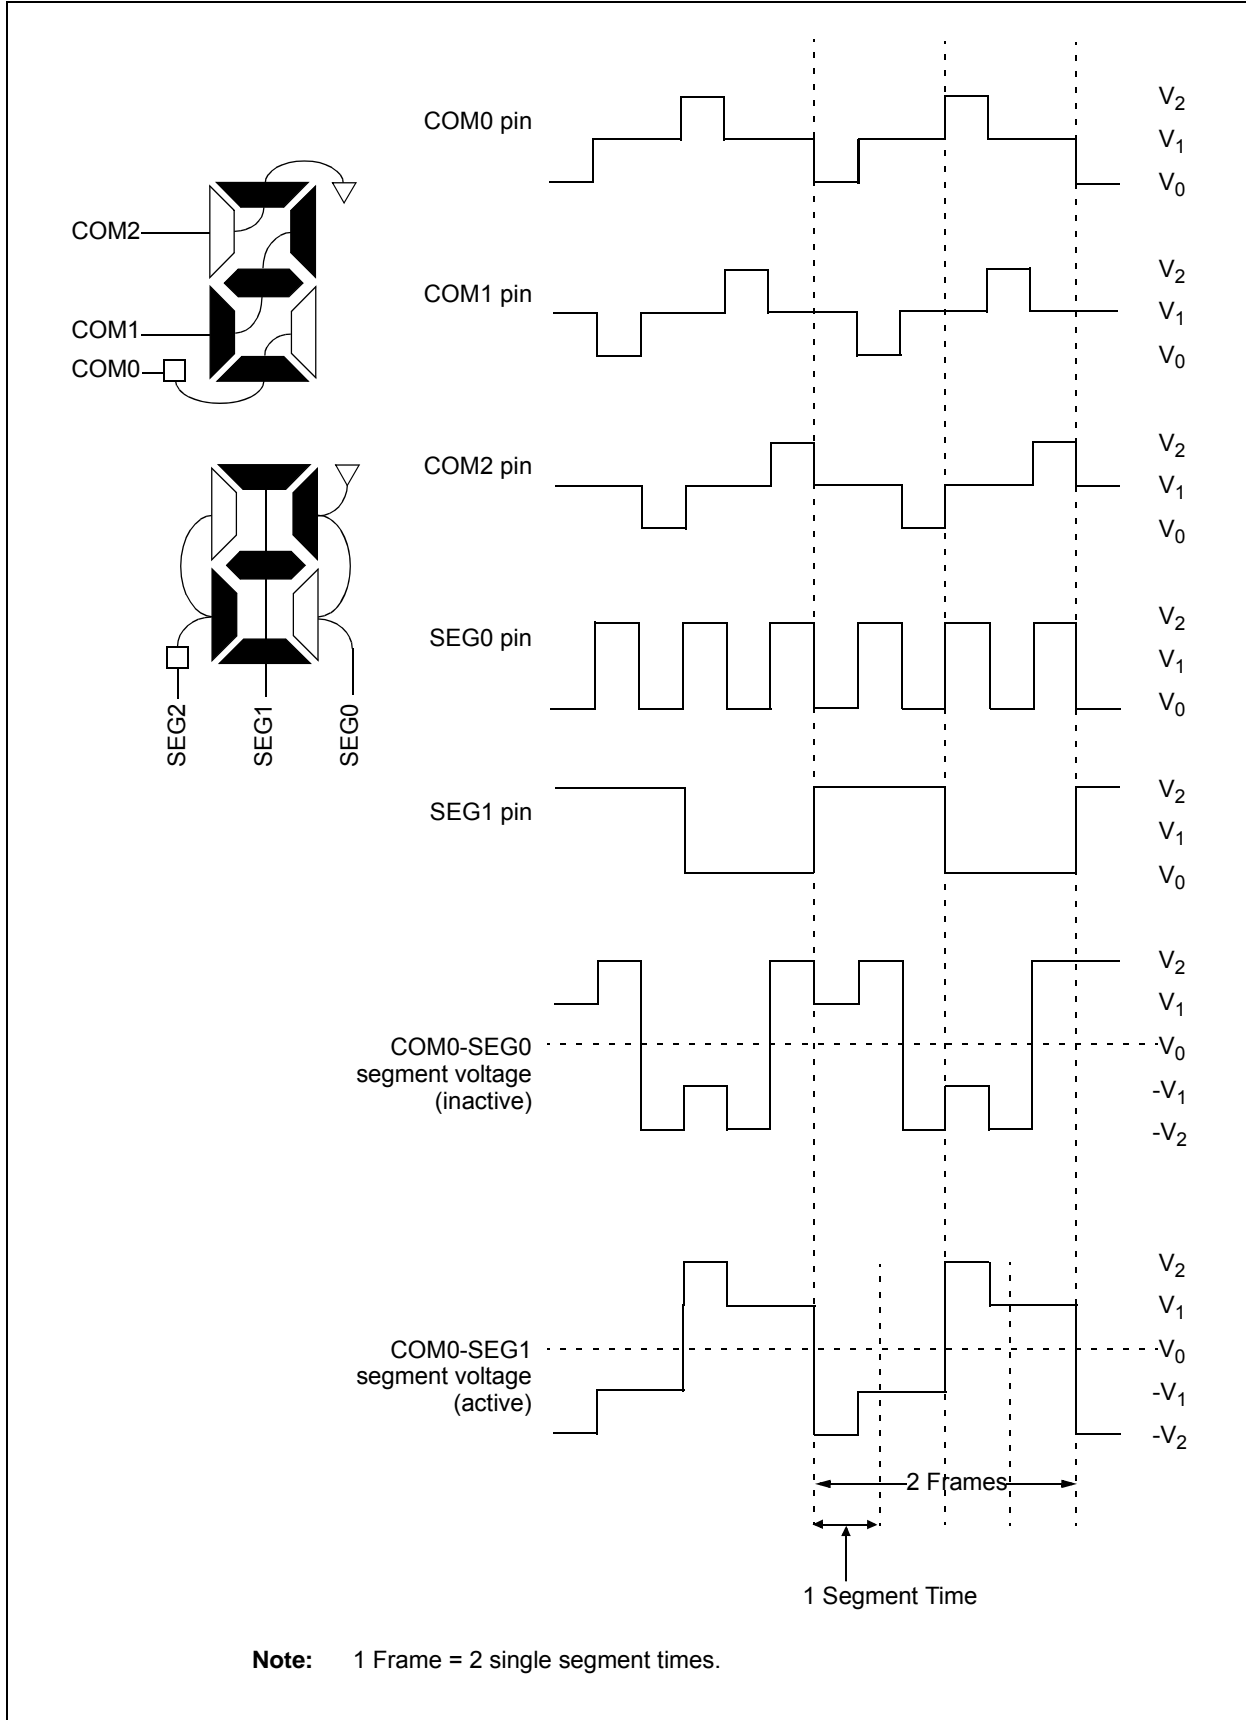 COM0 pin
V2
V1
V0
COM2
COM1
COM0
COM1 pin
V2
V1
V0
COM2 pin
V2
V1
V0
SEG2
SEG1
SEG0
SEG0 pin
V2
V1
V0
SEG1 pin
V2
V1
V0
COM0-SEG0
segment voltage
(inactive)
V2
V1
V0
-V1
-V2
COM0-SEG1
segment voltage
(active)
V2
V1
V0
-V1
-V2
2 Frames
1 Segment Time
Note: 1 Frame = 2 single segment times.